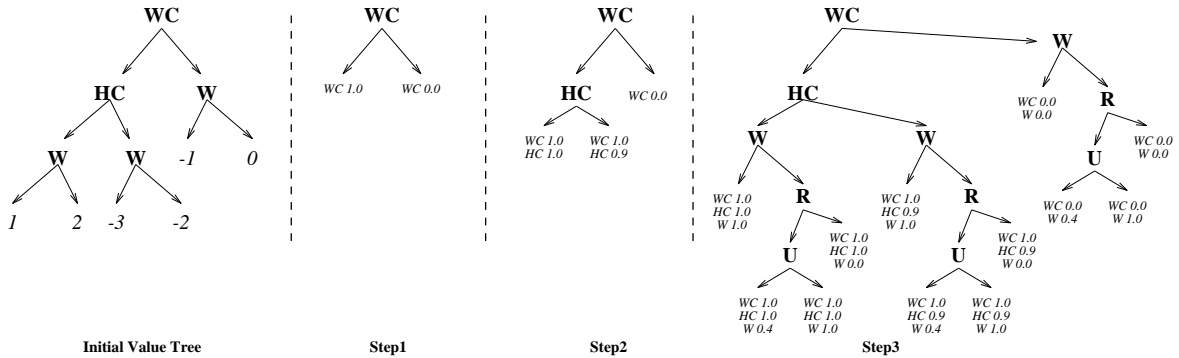 WC
HC W
W W -1 0
1 2 -3 -2
Initial Value Tree
WC
WC 1.0 WC 0.0
Step1
WC
HC WC 0.0
WC 1.0 WC 1.0
HC 1.0 HC 0.9
Step2
WC
W
HC
WC 0.0
W 0.0
R
W
W
U
WC 0.0
W 0.0
WC 1.0
HC 1.0
W 1.0
R
WC 1.0
HC 0.9
W 1.0
R
WC 0.0
W 0.4
WC 0.0
W 1.0
U
WC 1.0
HC 1.0
W 0.0
U
WC 1.0
HC 0.9
W 0.0
WC 1.0
HC 1.0
W 0.4
WC 1.0
HC 1.0
W 1.0
WC 1.0
HC 0.9
W 0.4
WC 1.0
HC 0.9
W 1.0
Step3